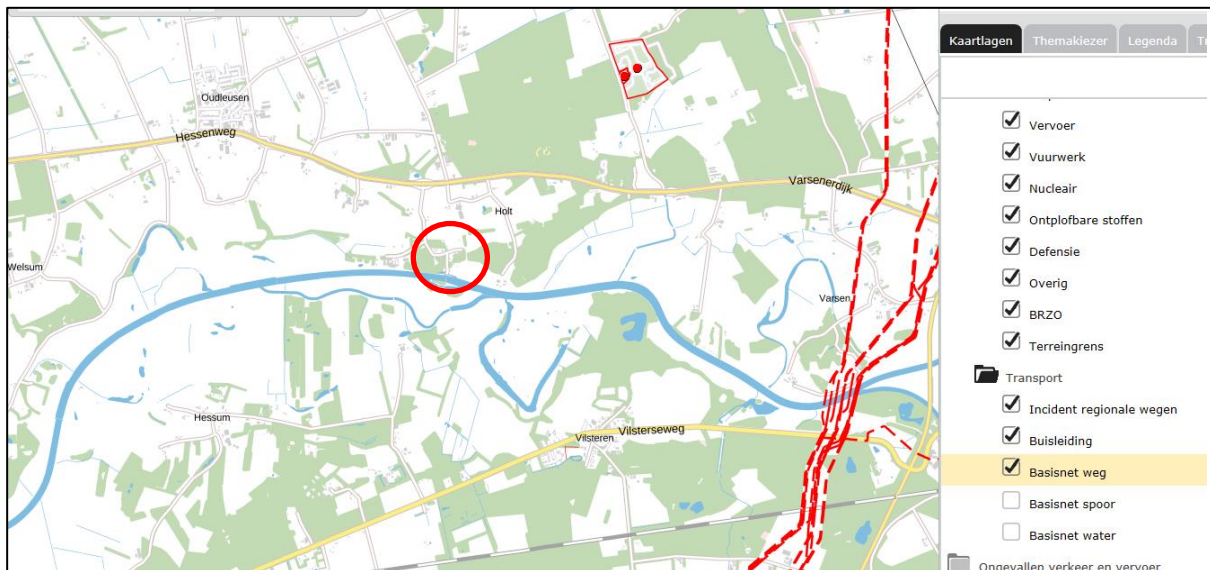 Oudleusen
Hessenweg
Varsenerdijk
Holt
Welsum
Varsen
Hessum
Vilsteren
Vilsterseweg
Kaartlagen
Themakiezer
Legenda
Vervoer
Vuurwerk
Nucleair
Ontplofbare stoffen
Defensie
Overig
BRZO
Terreingrens
Transport
Incident regionale wegen
Buisleiding
Basisnet weg
Basisnet spoor
Basisnet water
Ongevallen verkeer en vervoer